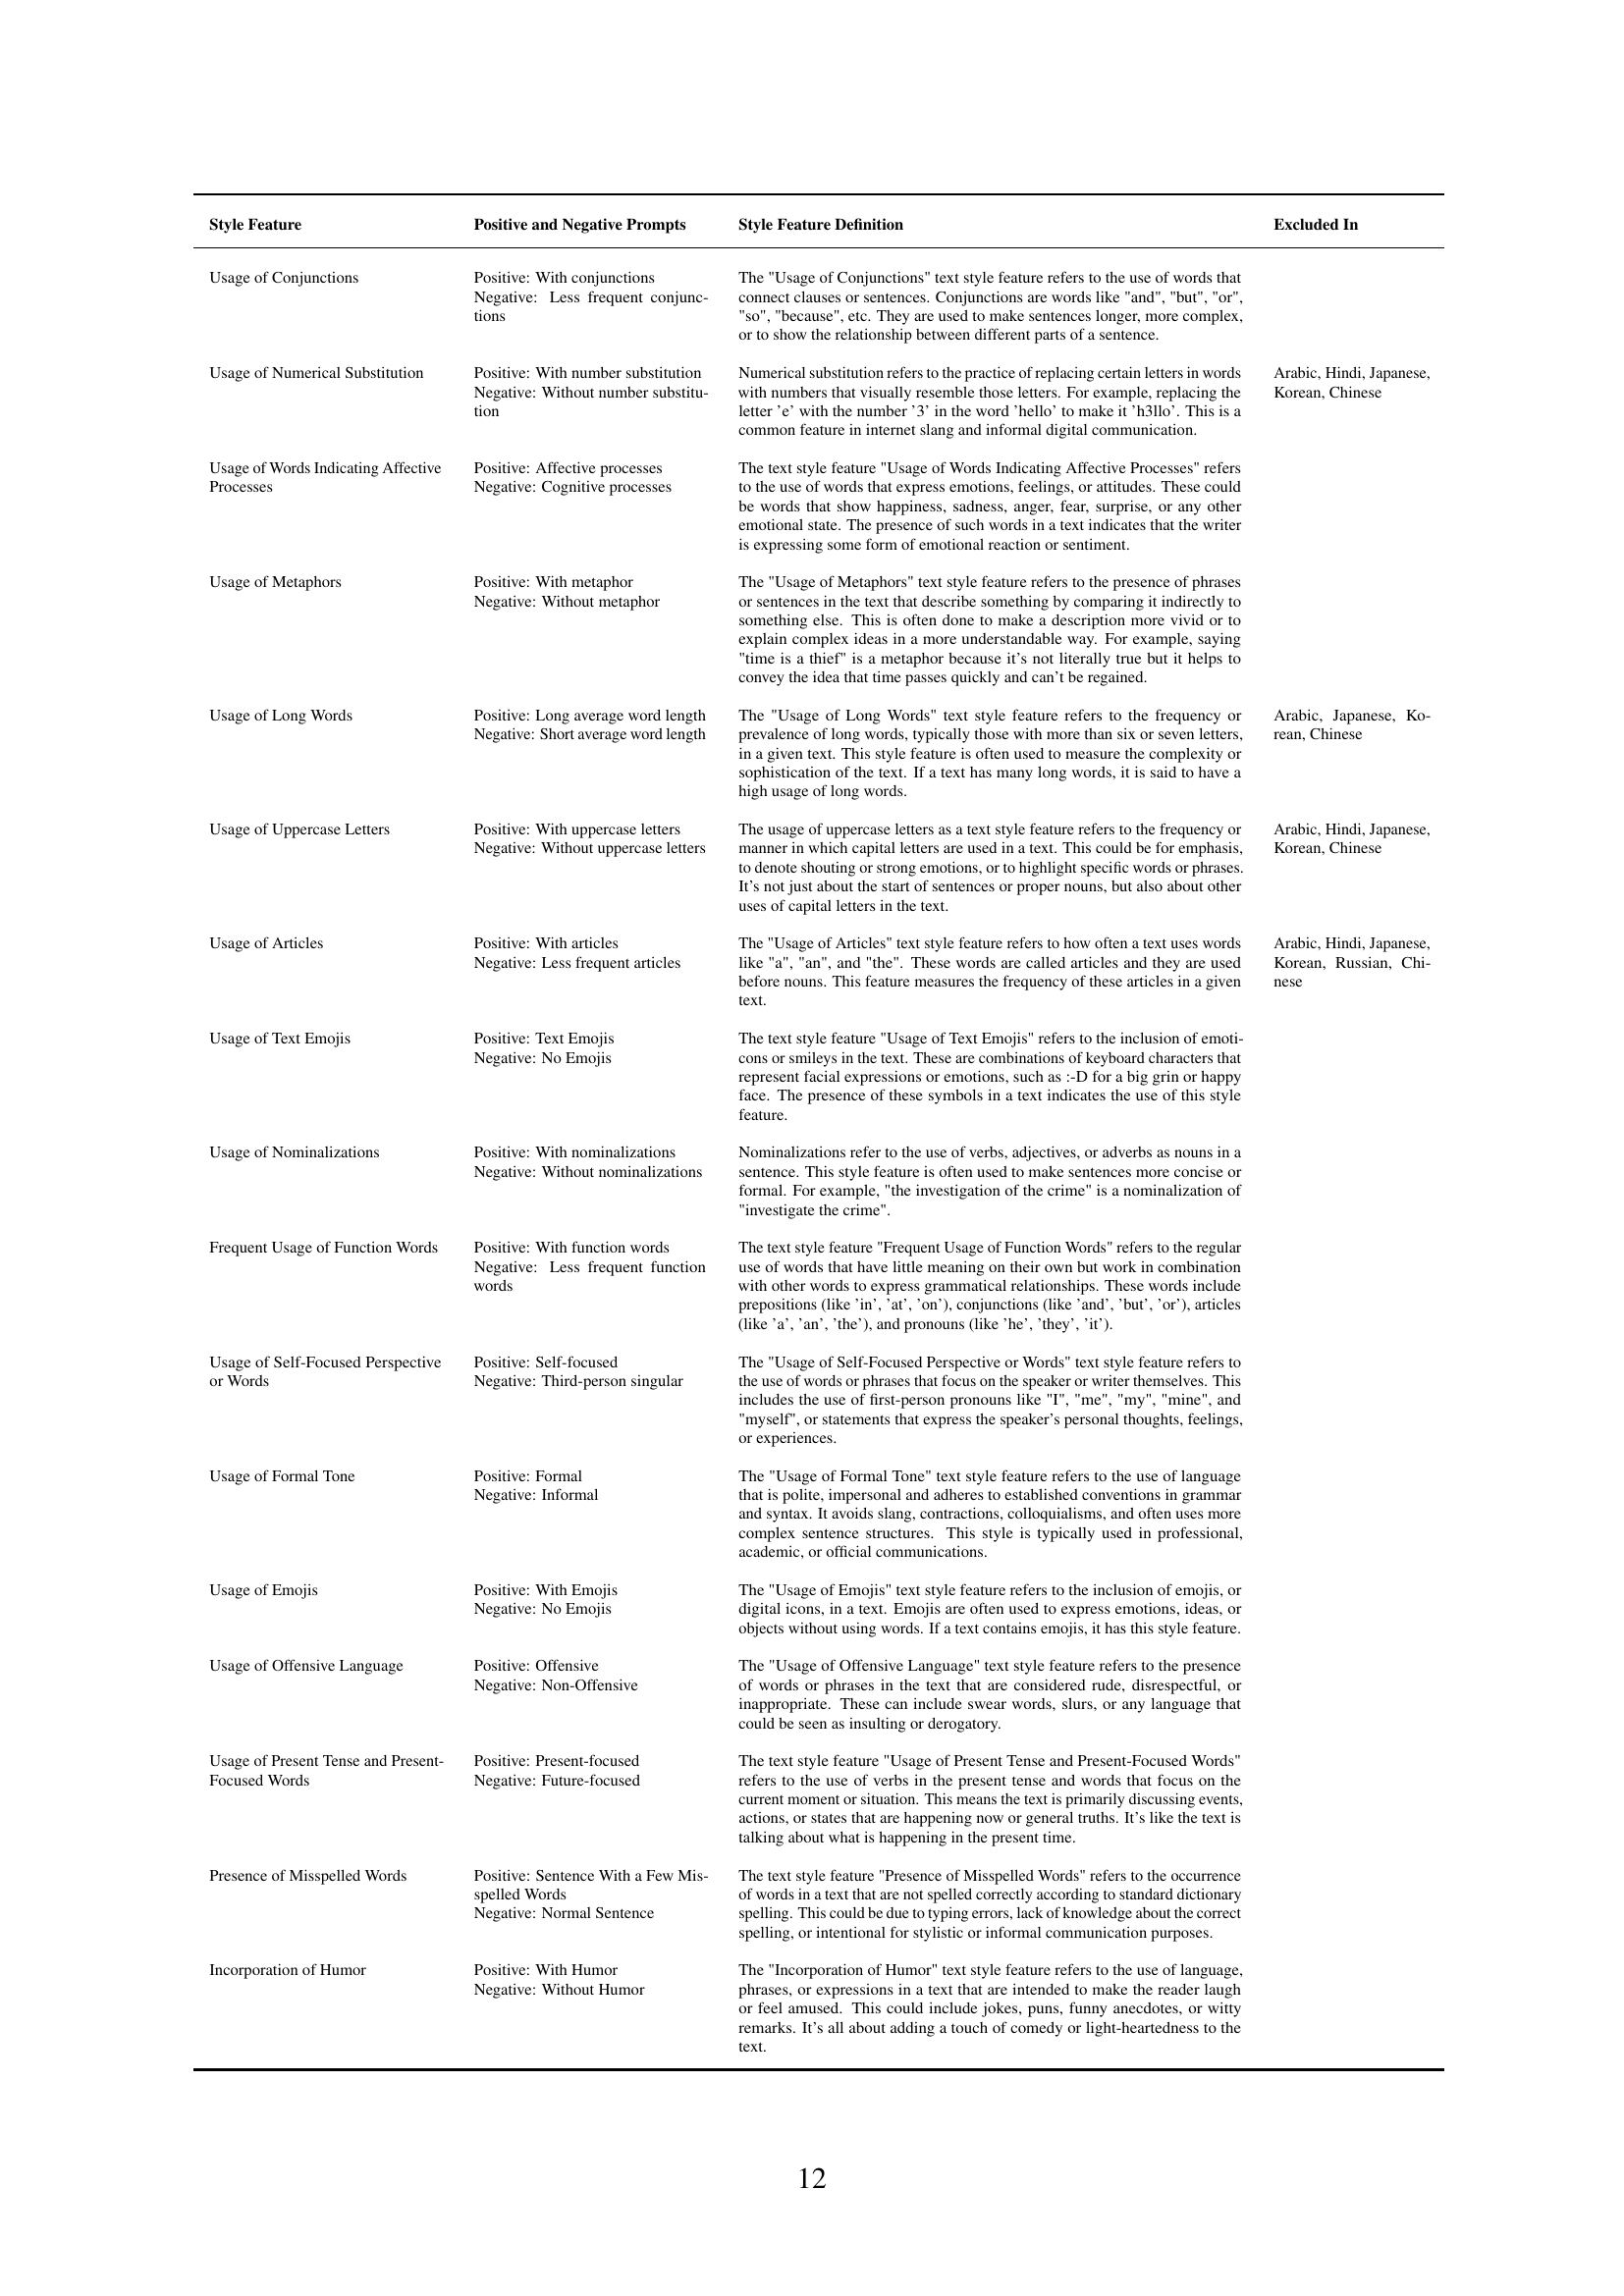 Style Feature
Positive and Negative Prompts
Style Feature Definition
Excluded In
Usage of Conjunctions
Positive: With conjunctions
Negative: Less frequent conjunc-
tions
The "Usage of Conjunctions" text style feature refers to the use of words that
connect clauses or sentences. Conjunctions are words like "and", "but", "or",
"so", "because", etc. They are used to make sentences longer, more complex,
or to show the relationship between different parts of a sentence.
Usage of Numerical Substitution
Positive: With number substitution
Negative: Without number substitu-
tion
Numerical substitution refers to the practice of replacing certain letters in words
with numbers that visually resemble those letters. For example, replacing the
letter ’e’ with the number ’3’ in the word ’hello’ to make it ’h3llo’. This is a
common feature in internet slang and informal digital communication.
Arabic, Hindi, Japanese,
Korean, Chinese
Usage of Words Indicating Affective
Processes
Positive: Affective processes
Negative: Cognitive processes
The text style feature "Usage of Words Indicating Affective Processes" refers
to the use of words that express emotions, feelings, or attitudes. These could
be words that show happiness, sadness, anger, fear, surprise, or any other
emotional state. The presence of such words in a text indicates that the writer
is expressing some form of emotional reaction or sentiment.
Usage of Metaphors
Positive: With metaphor
Negative: Without metaphor
The "Usage of Metaphors" text style feature refers to the presence of phrases
or sentences in the text that describe something by comparing it indirectly to
something else. This is often done to make a description more vivid or to
explain complex ideas in a more understandable way. For example, saying
"time is a thief" is a metaphor because it’s not literally true but it helps to
convey the idea that time passes quickly and can’t be regained.
Usage of Long Words
Positive: Long average word length
Negative: Short average word length
The "Usage of Long Words" text style feature refers to the frequency or
prevalence of long words, typically those with more than six or seven letters,
in a given text. This style feature is often used to measure the complexity or
sophistication of the text. If a text has many long words, it is said to have a
high usage of long words.
Arabic, Japanese, Ko-
rean, Chinese
Usage of Uppercase Letters
Positive: With uppercase letters
Negative: Without uppercase letters
The usage of uppercase letters as a text style feature refers to the frequency or
manner in which capital letters are used in a text. This could be for emphasis,
to denote shouting or strong emotions, or to highlight specific words or phrases.
It’s not just about the start of sentences or proper nouns, but also about other
uses of capital letters in the text.
Arabic, Hindi, Japanese,
Korean, Chinese
Usage of Articles
Positive: With articles
Negative: Less frequent articles
The "Usage of Articles" text style feature refers to how often a text uses words
like "a", "an", and "the". These words are called articles and they are used
before nouns. This feature measures the frequency of these articles in a given
text.
Arabic, Hindi, Japanese,
Korean, Russian, Chi-
nese
Usage of Text Emojis
Positive: Text Emojis
Negative: No Emojis
The text style feature "Usage of Text Emojis" refers to the inclusion of emoti-
cons or smileys in the text. These are combinations of keyboard characters that
represent facial expressions or emotions, such as :-D for a big grin or happy
face. The presence of these symbols in a text indicates the use of this style
feature.
Usage of Nominalizations
Positive: With nominalizations
Negative: Without nominalizations
Nominalizations refer to the use of verbs, adjectives, or adverbs as nouns in a
sentence. This style feature is often used to make sentences more concise or
formal. For example, "the investigation of the crime" is a nominalization of
"investigate the crime".
Frequent Usage of Function Words
Positive: With function words
Negative: Less frequent function
words
The text style feature "Frequent Usage of Function Words" refers to the regular
use of words that have little meaning on their own but work in combination
with other words to express grammatical relationships. These words include
prepositions (like ’in’, ’at’, ’on’), conjunctions (like ’and’, ’but’, ’or’), articles
(like ’a’, ’an’, ’the’), and pronouns (like ’he’, ’they’, ’it’).
Usage of Self-Focused Perspective
or Words
Positive: Self-focused
Negative: Third-person singular
The "Usage of Self-Focused Perspective or Words" text style feature refers to
the use of words or phrases that focus on the speaker or writer themselves. This
includes the use of first-person pronouns like "I", "me", "my", "mine", and
"myself", or statements that express the speaker’s personal thoughts, feelings,
or experiences.
Usage of Formal Tone
Positive: Formal
Negative: Informal
The "Usage of Formal Tone" text style feature refers to the use of language
that is polite, impersonal and adheres to established conventions in grammar
and syntax. It avoids slang, contractions, colloquialisms, and often uses more
complex sentence structures. This style is typically used in professional,
academic, or official communications.
Usage of Emojis
Positive: With Emojis
Negative: No Emojis
The "Usage of Emojis" text style feature refers to the inclusion of emojis, or
digital icons, in a text. Emojis are often used to express emotions, ideas, or
objects without using words. If a text contains emojis, it has this style feature.
Usage of Offensive Language
Positive: Offensive
Negative: Non-Offensive
The "Usage of Offensive Language" text style feature refers to the presence
of words or phrases in the text that are considered rude, disrespectful, or
inappropriate. These can include swear words, slurs, or any language that
could be seen as insulting or derogatory.
Usage of Present Tense and Present-
Focused Words
Positive: Present-focused
Negative: Future-focused
The text style feature "Usage of Present Tense and Present-Focused Words"
refers to the use of verbs in the present tense and words that focus on the
current moment or situation. This means the text is primarily discussing events,
actions, or states that are happening now or general truths. It’s like the text is
talking about what is happening in the present time.
Presence of Misspelled Words
Positive: Sentence With a Few Mis-
spelled Words
Negative: Normal Sentence
The text style feature "Presence of Misspelled Words" refers to the occurrence
of words in a text that are not spelled correctly according to standard dictionary
spelling. This could be due to typing errors, lack of knowledge about the correct
spelling, or intentional for stylistic or informal communication purposes.
Incorporation of Humor
Positive: With Humor
Negative: Without Humor
The "Incorporation of Humor" text style feature refers to the use of language,
phrases, or expressions in a text that are intended to make the reader laugh
or feel amused. This could include jokes, puns, funny anecdotes, or witty
remarks. It’s all about adding a touch of comedy or light-heartedness to the
text.
12